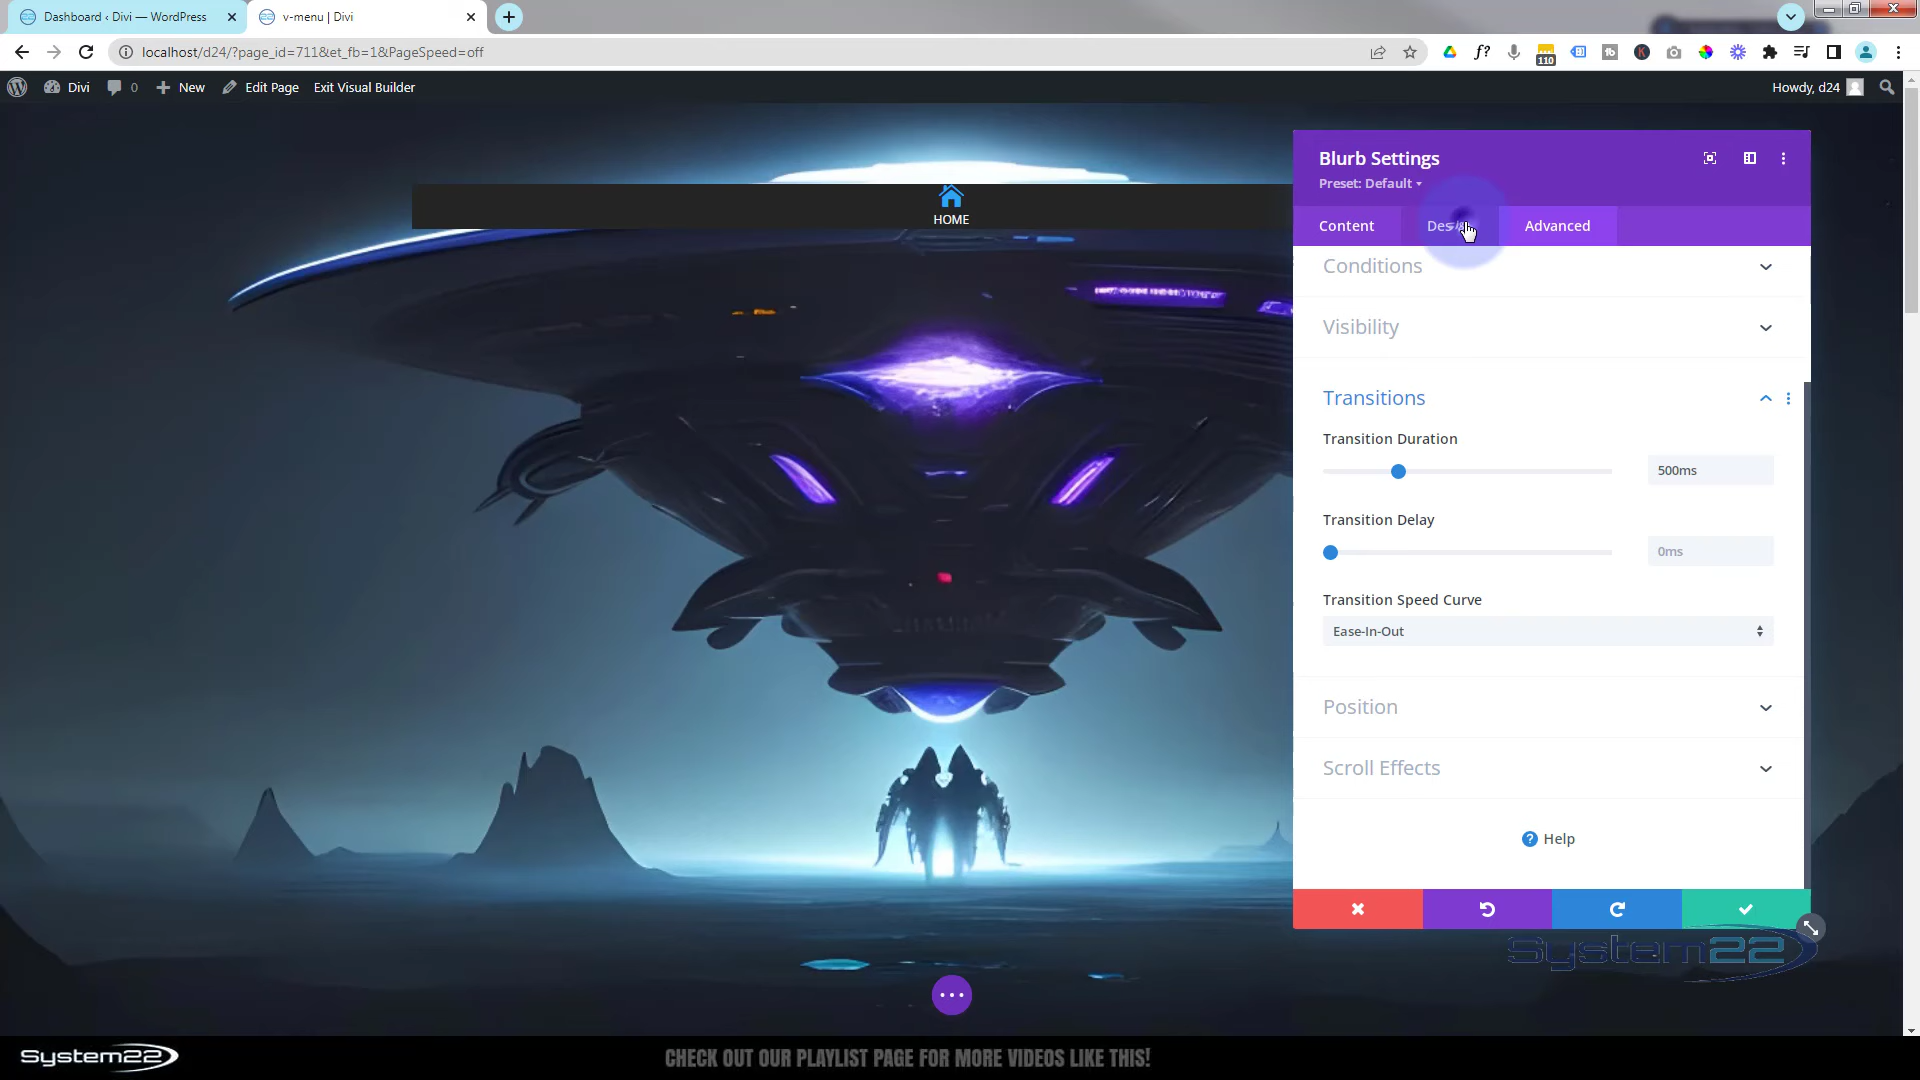 Dashboard ‹ Divi — WordPress
v-menu | Divi
localhost/d24/?page_id=711&et_fb=1&PageSpeed=off
f?
110
Divi
0
New
Edit Page
Exit Visual Builder
Howdy, d24
HOME
Blurb Settings
Preset: Default
Content
Advanced
Conditions
Visibility
Transitions
Transition Duration
500ms
Transition Delay
0ms
Transition Speed Curve
Ease-In-Out
Position
Scroll Effects
Help
System22
System22
CHECK OUT OUR PLAYLIST PAGE FOR MORE VIDEOS LIKE THIS!